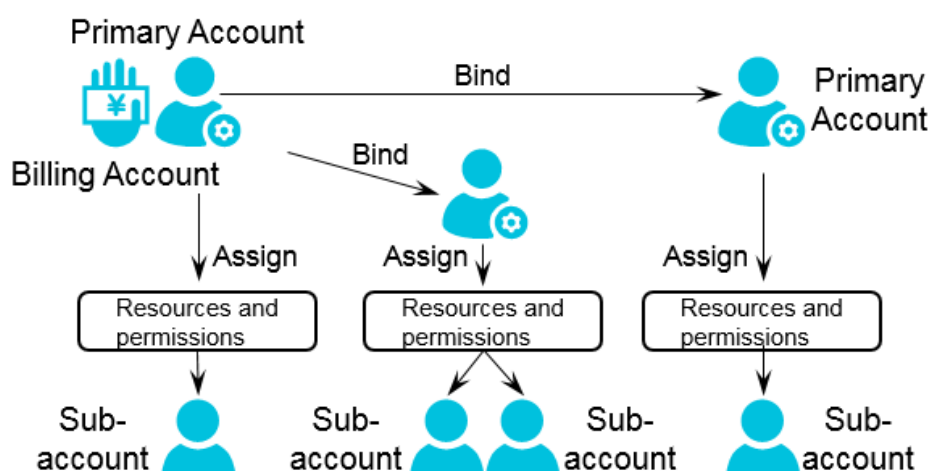 Primary Account
¥
Bind
Primary
Account
Bind
Billing Account
Assign
Assign
Assign
Resources and
permissions
Resources and
permissions
Resources and
permissions
Sub-
account
Sub-
account
Sub-
account
Sub-
account